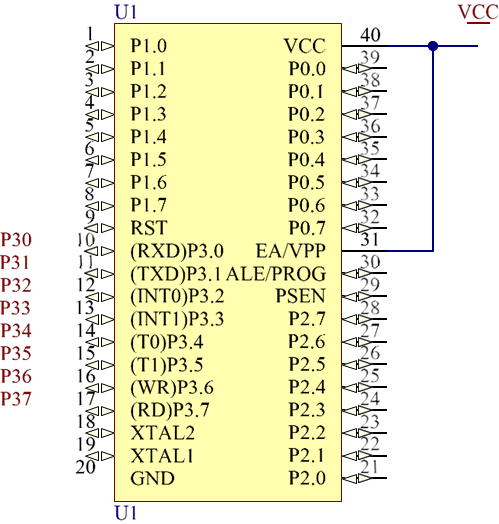 U1
VCC
1 P1.0 VCC 40
2 P1.1 P0.0 39
3 P1.2 P0.1 38
4 P1.3 P0.2 37
5 P1.4 P0.3 36
6 P1.5 P0.4 35
7 P1.6 P0.5 34
8 P1.7 P0.6 33
9 RST P0.7 32
P30 10 (RXD)P3.0 EA/VPP 31
P31 11 (TXD)P3.1 ALE/PROG 30
P32 12 (INT0)P3.2 PSEN 29
P33 13 (INT1)P3.3 P2.7 28
P34 14 (T0)P3.4 P2.6 27
P35 15 (T1)P3.5 P2.5 26
P36 16 (WR)P3.6 P2.4 25
P37 17 (RD)P3.7 P2.3 24
18 XTAL2 P2.2 23
19 XTAL1 P2.1 22
20 GND P2.0 21
U1